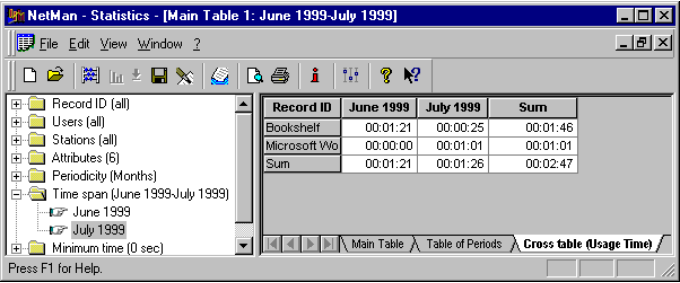 NetMan - Statistics - [Main Table 1: June 1999-July 1999]
File Edit View Window ?
Record ID (all)
Users (all)
Stations (all)
Attributes (6)
Periodicity (Months)
Time span (June 1999-July 1999)
June 1999
July 1999
Minimum time (0 sec)
Record ID June 1999 July 1999 Sum
Bookshelf 00:01:21 00:00:25 00:01:46
Microsoft Wo 00:00:00 00:01:01 00:01:01
Sum 00:01:21 00:01:26 00:02:47
Main Table Table of Periods Cross table (Usage Time)
Press F1 for Help.